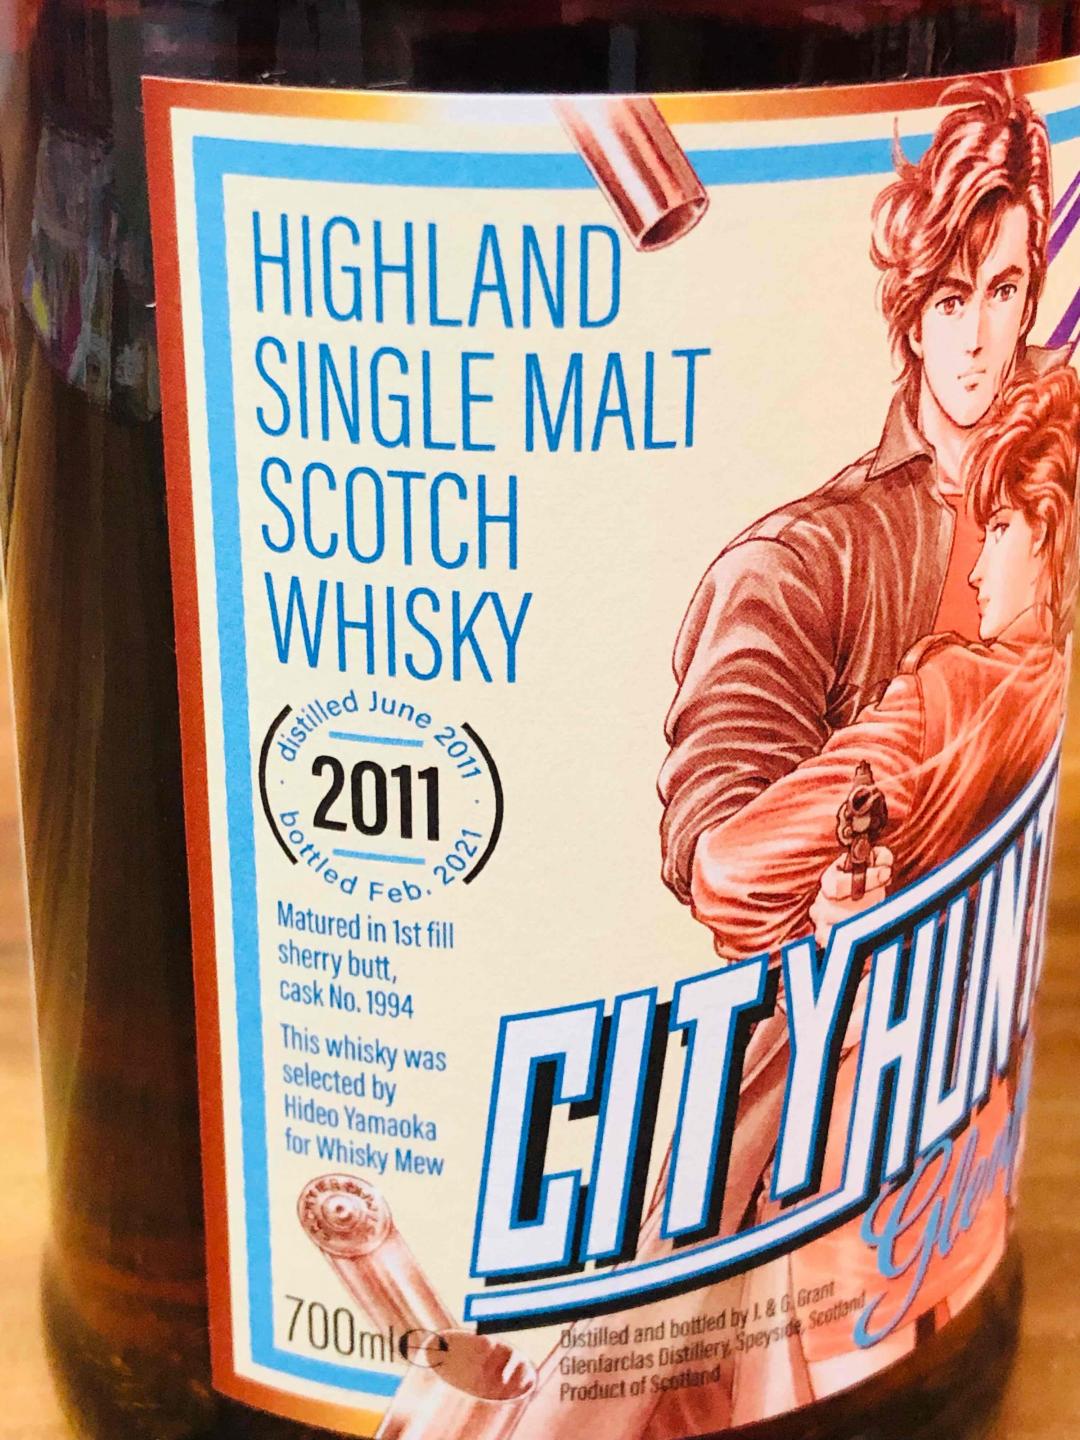 HIGHLAND
SINGLE MALT
SCOTCH
WHISKY
distilled June 2011
2011
bottled Feb. 2021
Matured in 1st fill
sherry butt,
cask No. 1994
This whisky was
selected by
Hideo Yamaoka
for Whisky Mew
CITYHUNT
700ml e
Distilled and bottled by J. & G. Grant
Glenfarclas Distillery, Speyside, Scotland
Product of Scotland